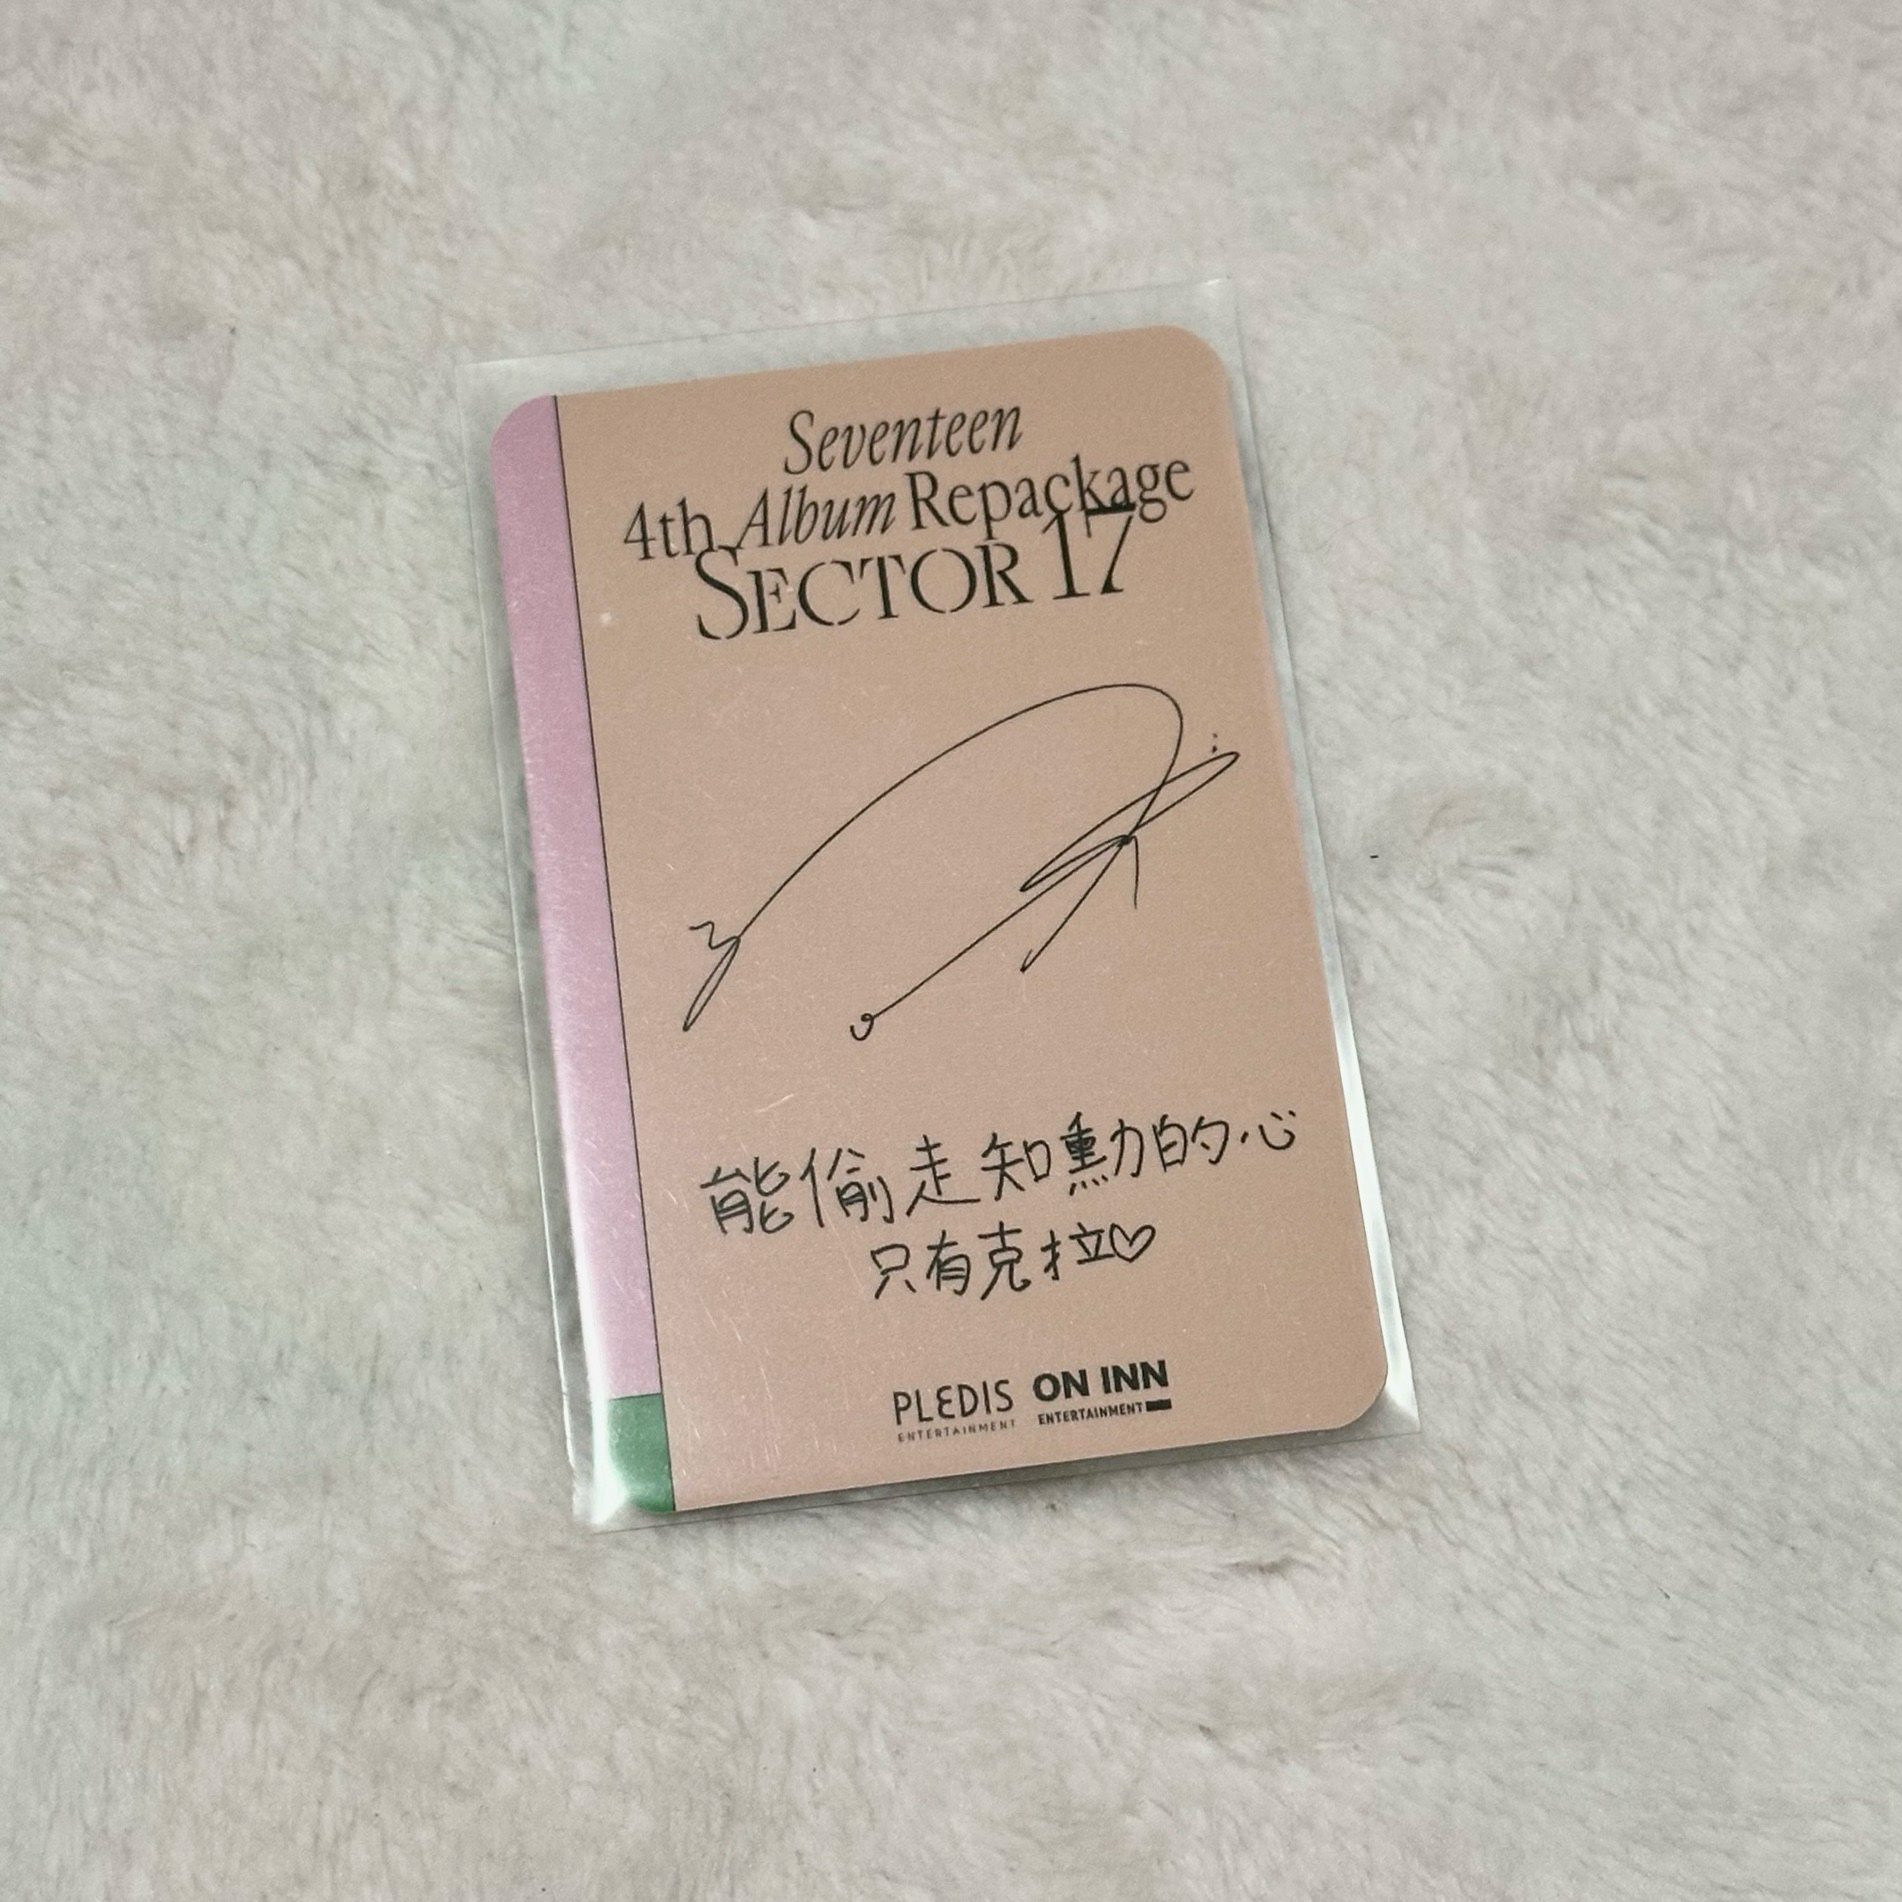 Seventeen
4th Album Repackage
SECTOR 17
能偷走知勳的心
只有克拉♡
PLEDIS ON INN
ENTERTAINMENT ENTERTAINMENT